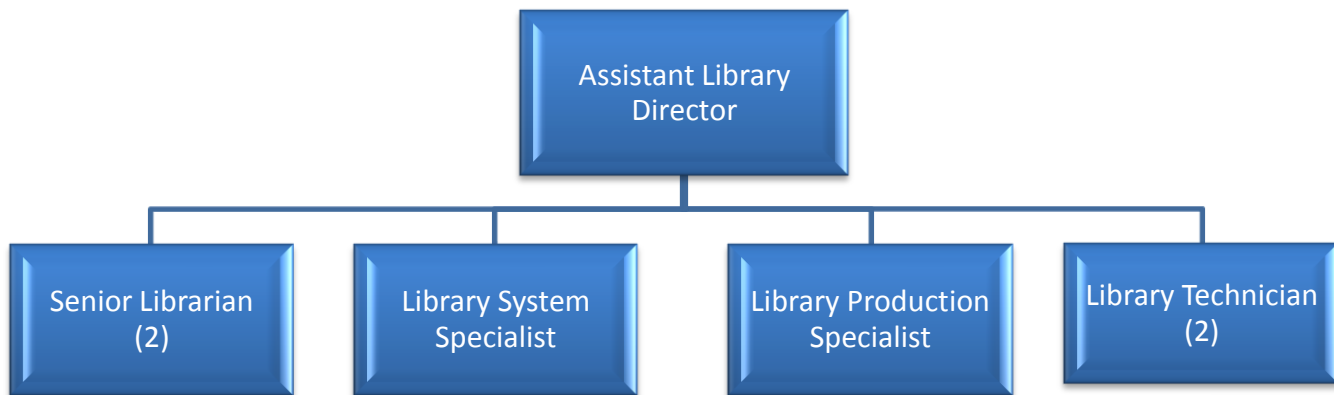 Assistant Library
Director
Senior Librarian
(2)
Library System
Specialist
Library Production
Specialist
Library Technician
(2)